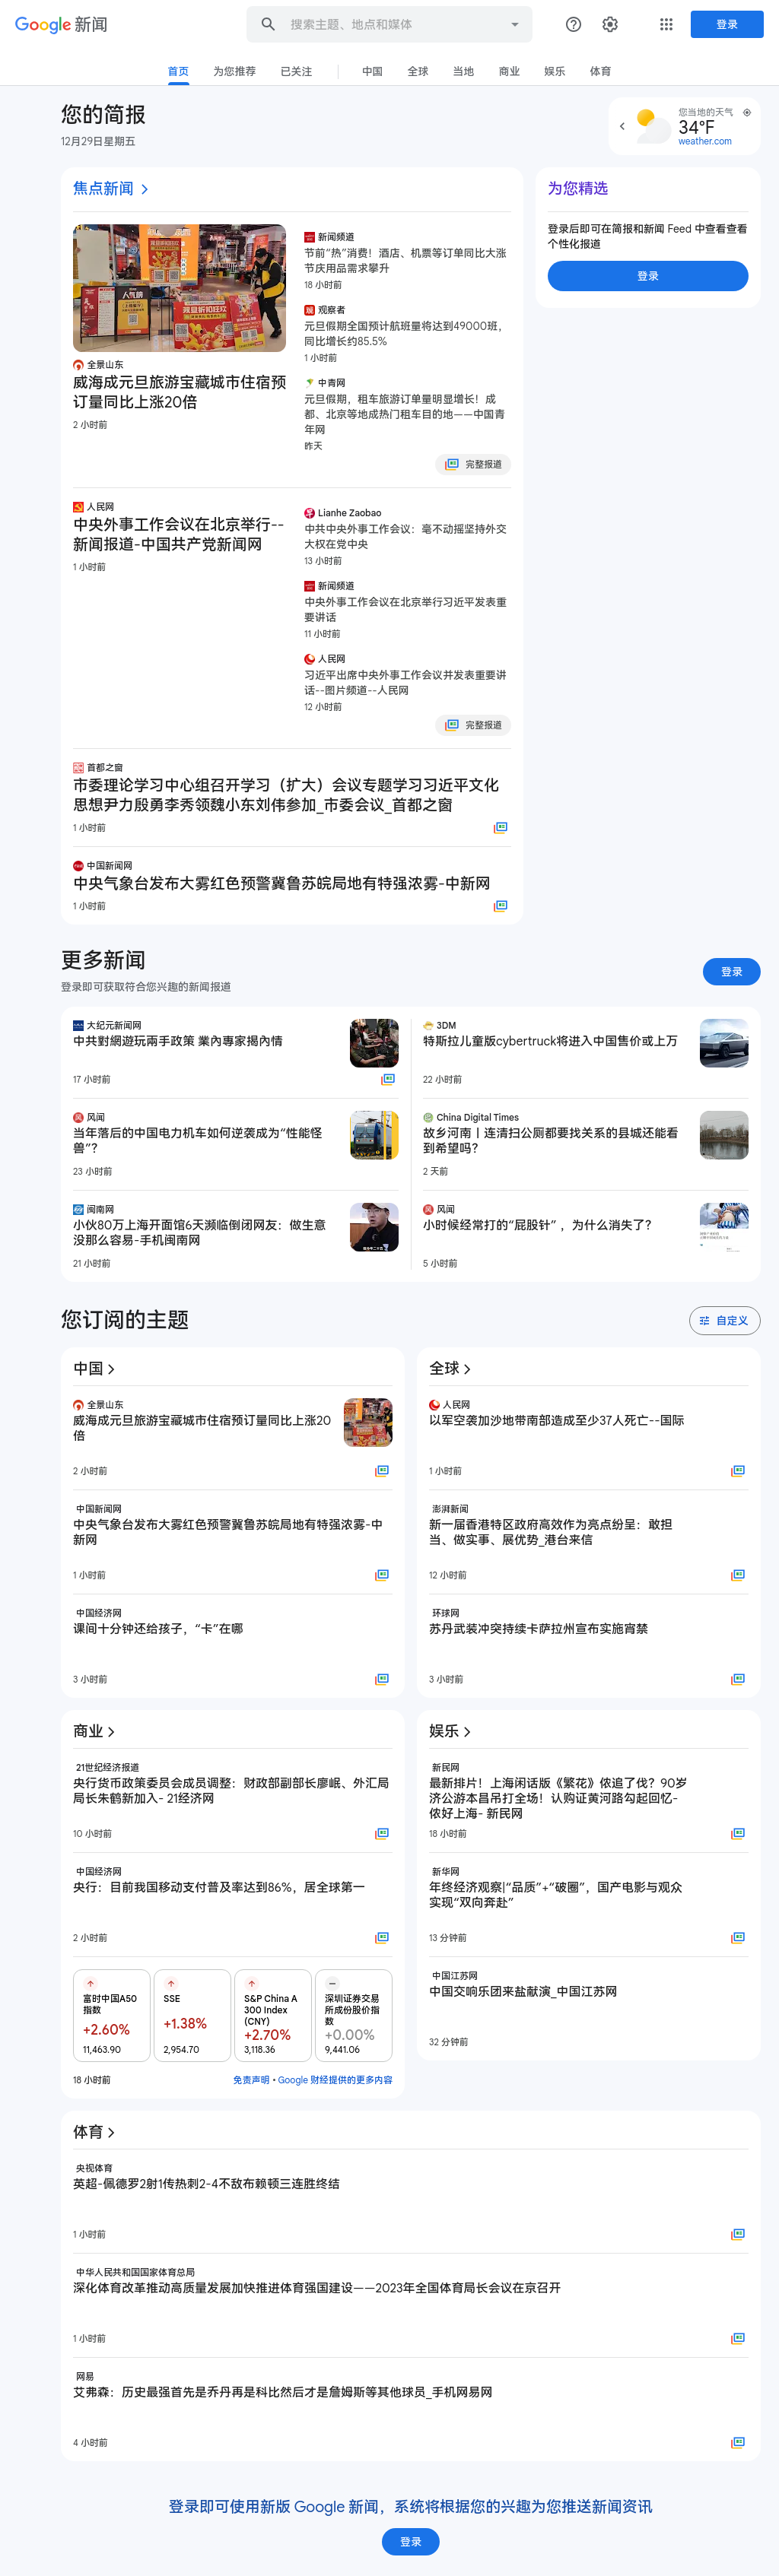 Google 新闻
搜索主题、地点和媒体
登录
首页
为您推荐
已关注
中国
全球
当地
商业
娱乐
体育
您的简报
12月29日星期五
您当地的天气
34°F
weather.com
焦点新闻
全景山东
威海成元旦旅游宝藏城市住宿预
订量同比上涨20倍
2 小时前
新闻频道
节前“热”消费！酒店、机票等订单同比大涨
节庆用品需求攀升
18 小时前
观察者
元旦假期全国预计航班量将达到49000班，
同比增长约85.5%
1 小时前
中青网
元旦假期，租车旅游订单量明显增长！成
都、北京等地成热门租车目的地——中国青
年网
昨天
完整报道
人民网
中央外事工作会议在北京举行--
新闻报道-中国共产党新闻网
1 小时前
Lianhe Zaobao
中共中央外事工作会议：毫不动摇坚持外交
大权在党中央
13 小时前
新闻频道
中央外事工作会议在北京举行习近平发表重
要讲话
11 小时前
人民网
习近平出席中央外事工作会议并发表重要讲
话--图片频道--人民网
12 小时前
完整报道
首都之窗
市委理论学习中心组召开学习（扩大）会议专题学习习近平文化
思想尹力殷勇李秀领魏小东刘伟参加_市委会议_首都之窗
1 小时前
中国新闻网
中央气象台发布大雾红色预警冀鲁苏皖局地有特强浓雾-中新网
1 小时前
为您精选
登录后即可在简报和新闻 Feed 中查看查看
个性化报道
登录
更多新闻
登录即可获取符合您兴趣的新闻报道
登录
大纪元新闻网
中共對網遊玩兩手政策 業內專家揭內情
17 小时前
3DM
特斯拉儿童版cybertruck将进入中国售价或上万
22 小时前
风闻
当年落后的中国电力机车如何逆袭成为“性能怪
兽”？
23 小时前
China Digital Times
故乡河南丨连清扫公厕都要找关系的县城还能看
到希望吗？
2 天前
闽南网
小伙80万上海开面馆6天濒临倒闭网友：做生意
没那么容易-手机闽南网
21 小时前
风闻
小时候经常打的“屁股针” ，为什么消失了？
5 小时前
您订阅的主题
自定义
中国
全景山东
威海成元旦旅游宝藏城市住宿预订量同比上涨20
倍
2 小时前
中国新闻网
中央气象台发布大雾红色预警冀鲁苏皖局地有特强浓雾-中
新网
1 小时前
中国经济网
课间十分钟还给孩子，“卡”在哪
3 小时前
全球
人民网
以军空袭加沙地带南部造成至少37人死亡--国际
1 小时前
澎湃新闻
新一届香港特区政府高效作为亮点纷呈：敢担
当、做实事、展优势_港台来信
12 小时前
环球网
苏丹武装冲突持续卡萨拉州宣布实施宵禁
3 小时前
商业
21世纪经济报道
央行货币政策委员会成员调整：财政部副部长廖岷、外汇局
局长朱鹤新加入- 21经济网
10 小时前
中国经济网
央行：目前我国移动支付普及率达到86%，居全球第一
2 小时前
富时中国A50
指数
+2.60%
11,463.90
SSE
+1.38%
2,954.70
S&P China A
300 Index
(CNY)
+2.70%
3,118.36
深圳证券交易
所成份股价指
数
+0.00%
9,441.06
18 小时前
免责声明 • Google 财经提供的更多内容
娱乐
新民网
最新排片！上海闲话版《繁花》侬追了伐？90岁
济公游本昌吊打全场！认购证黄河路勾起回忆-
侬好上海- 新民网
18 小时前
新华网
年终经济观察|“品质”+“破圈”，国产电影与观众
实现“双向奔赴”
13 分钟前
中国江苏网
中国交响乐团来盐献演_中国江苏网
32 分钟前
体育
央视体育
英超-佩德罗2射1传热刺2-4不敌布赖顿三连胜终结
1 小时前
中华人民共和国国家体育总局
深化体育改革推动高质量发展加快推进体育强国建设——2023年全国体育局长会议在京召开
1 小时前
网易
艾弗森：历史最强首先是乔丹再是科比然后才是詹姆斯等其他球员_手机网易网
4 小时前
登录即可使用新版 Google 新闻，系统将根据您的兴趣为您推送新闻资讯
登录